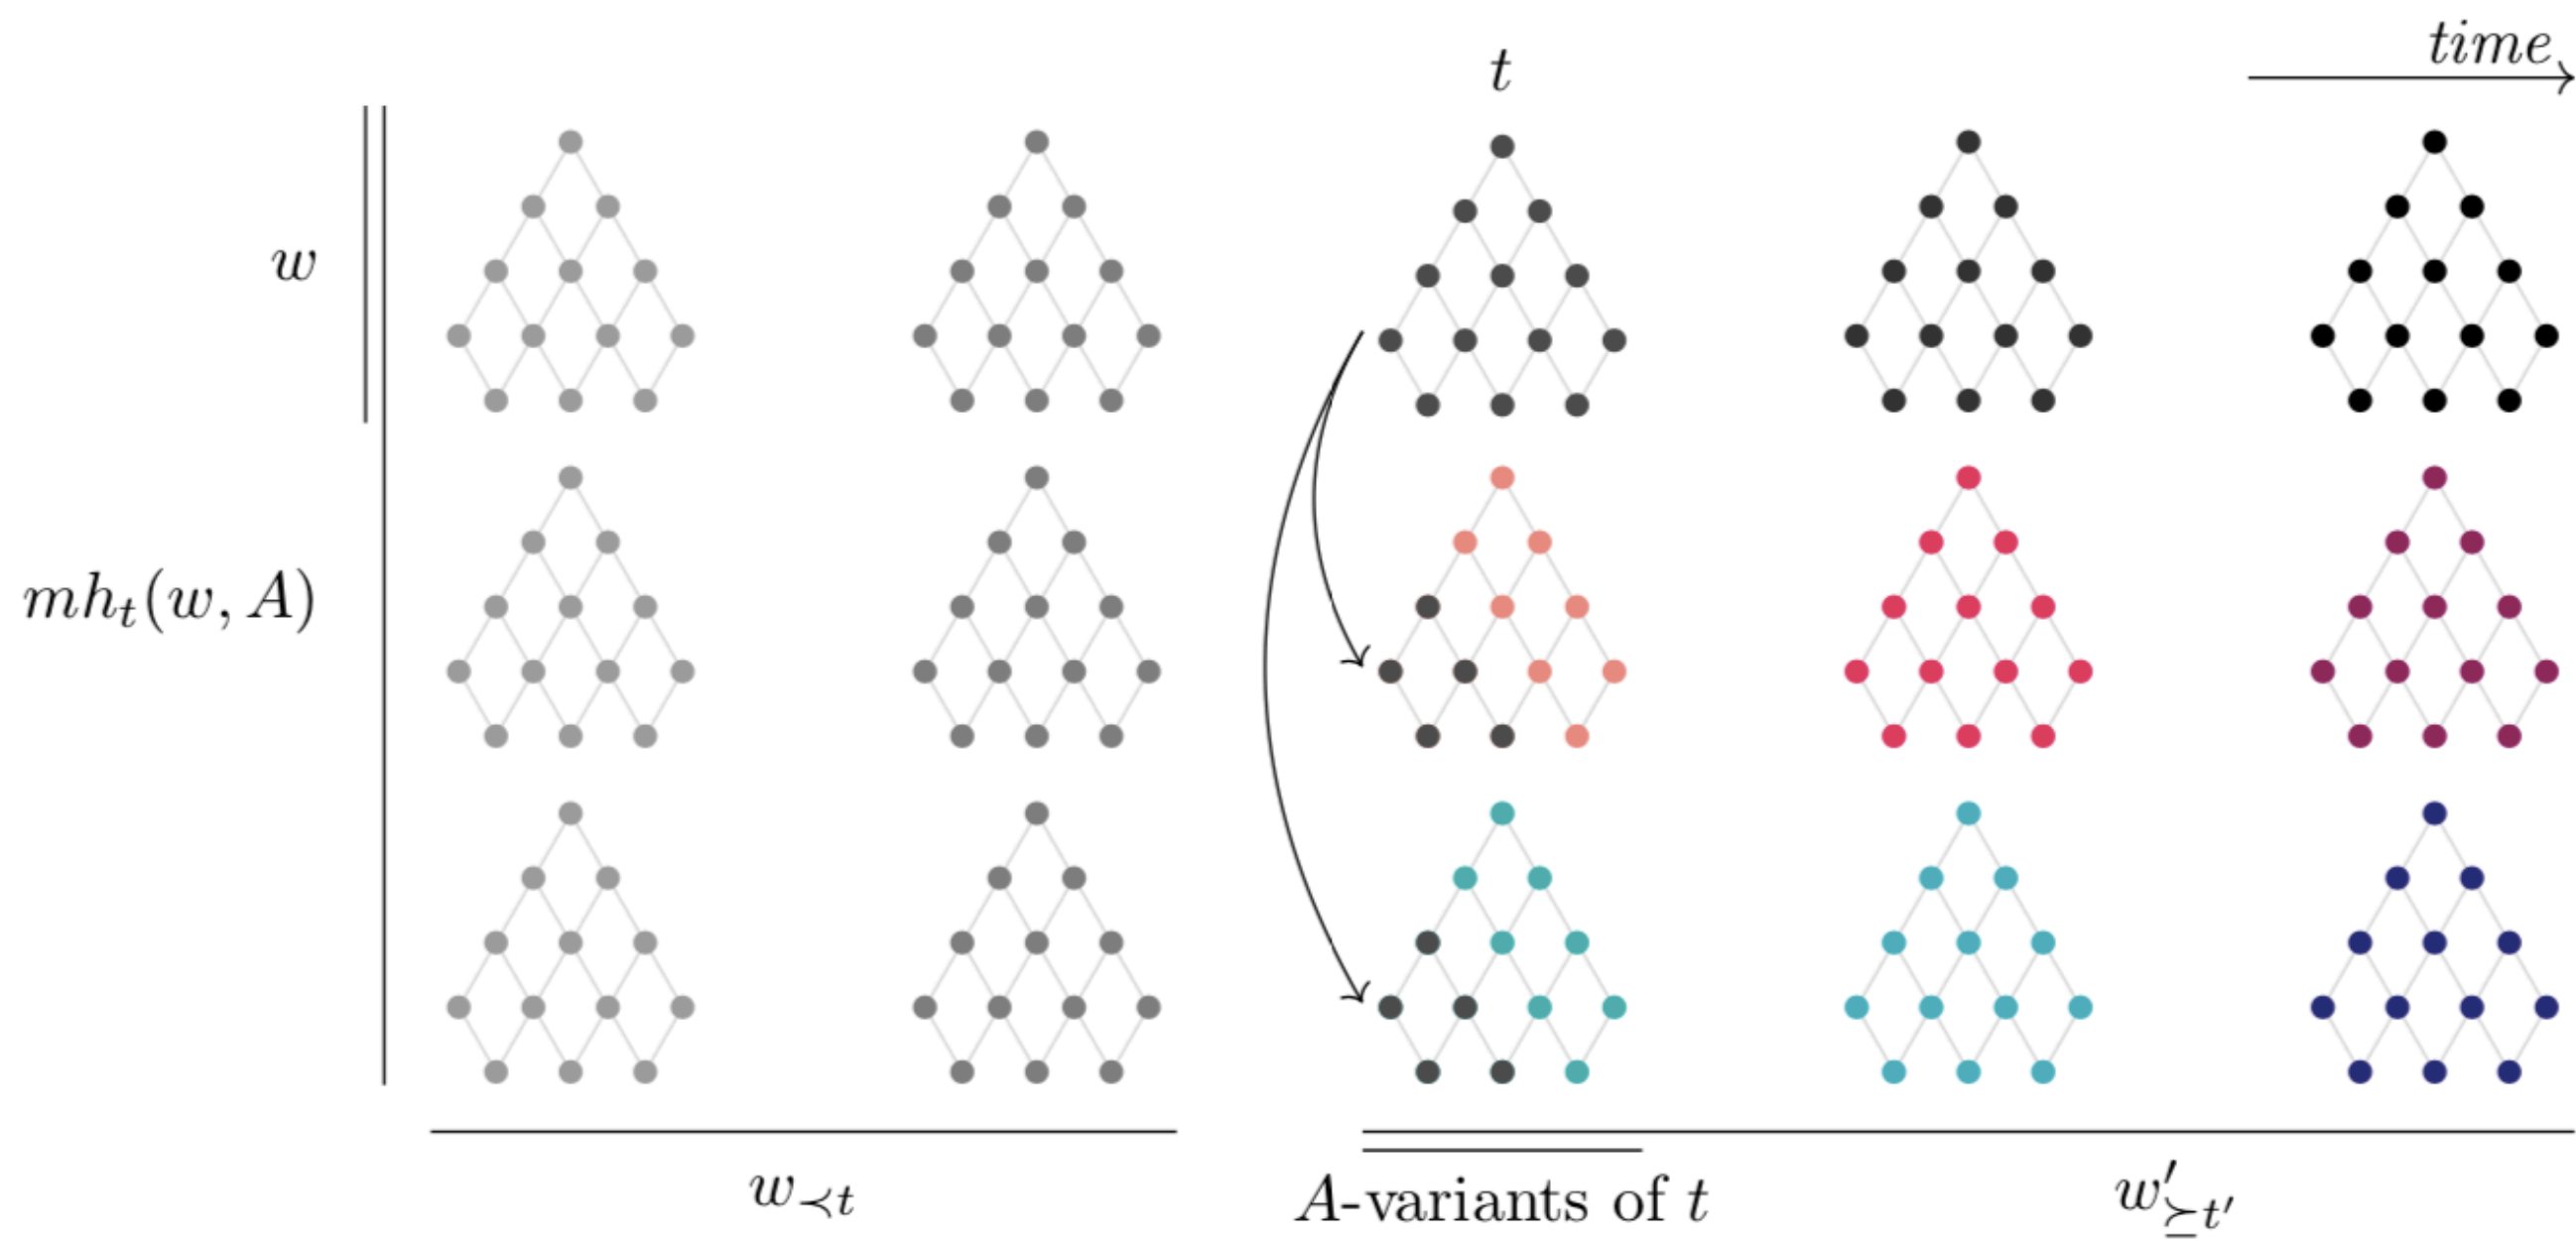 time
t
w
mh_t(w, A)
w_{≺t}
A-variants of t
w'_{⪰t'}